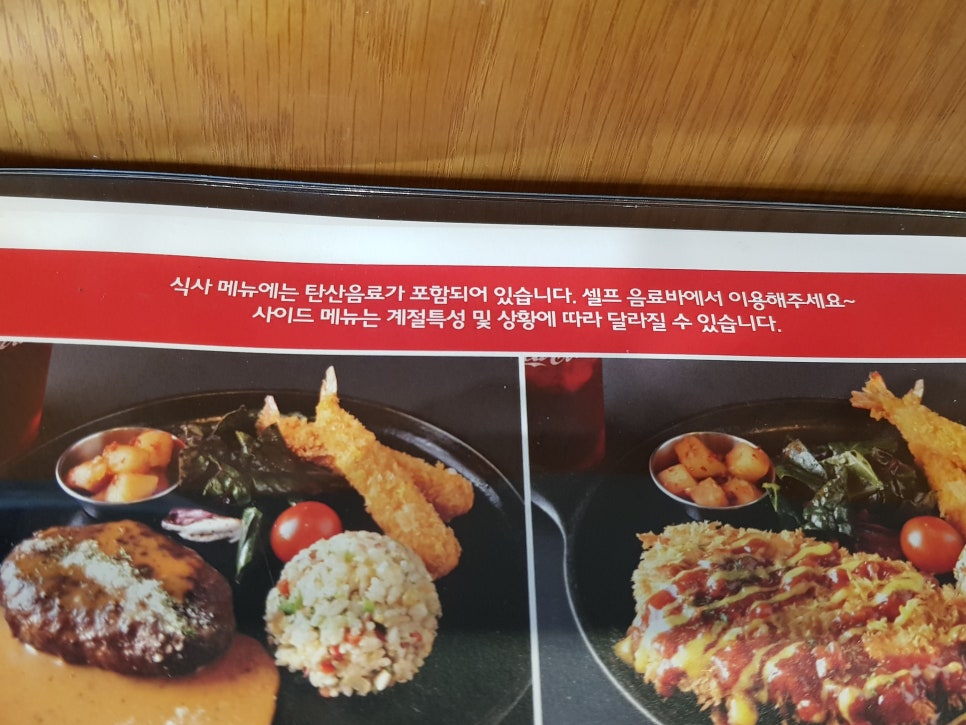 식사 메뉴에는 탄산음료가 포함되어 있습니다. 셀프 음료바에서 이용해주세요~
사이드 메뉴는 계절특성 및 상황에 따라 달라질 수 있습니다.